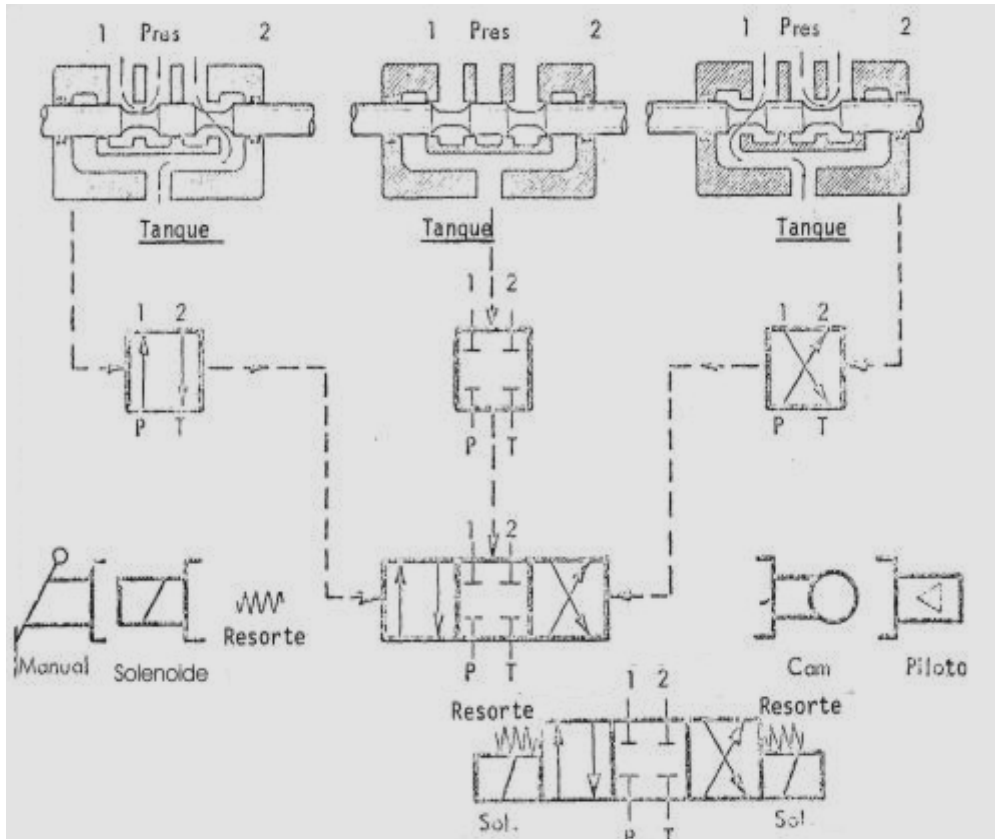 1 Pres 2
1 Pres 2
1 Pres 2
Tanque
Tanque
Tanque
1 2
1 2
1 2
P T
P T
P T
1 2
Manual
Solenoide
Resorte
P T
Cam
Piloto
1 2
Resorte
Resorte
Sol.
P T
Sol.